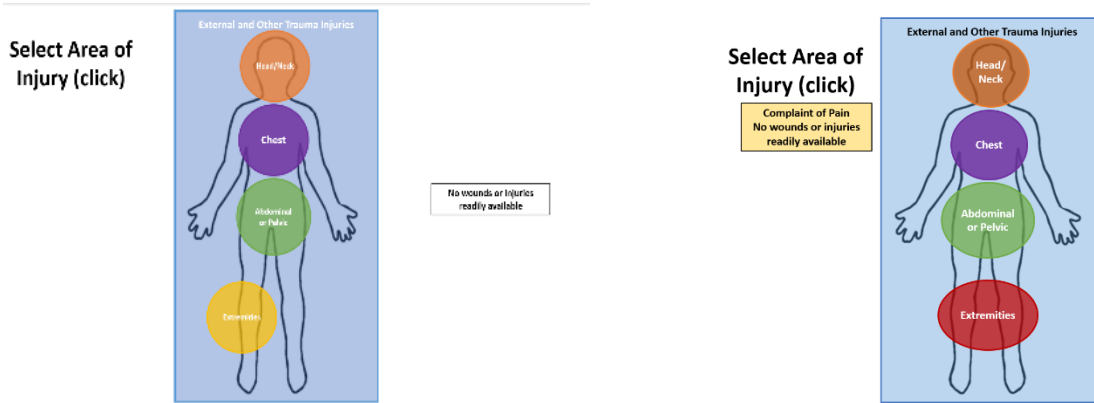 External and Other Trauma Injuries
Select Area of
Injury (click)
Head/Neck
Chest
Abdominal
or Pelvic
Extremities
No wounds or injuries
readily available
External and Other Trauma Injuries
Select Area of
Injury (click)
Complaint of Pain
No wounds or injuries
readily available
Head/
Neck
Chest
Abdominal
or Pelvic
Extremities